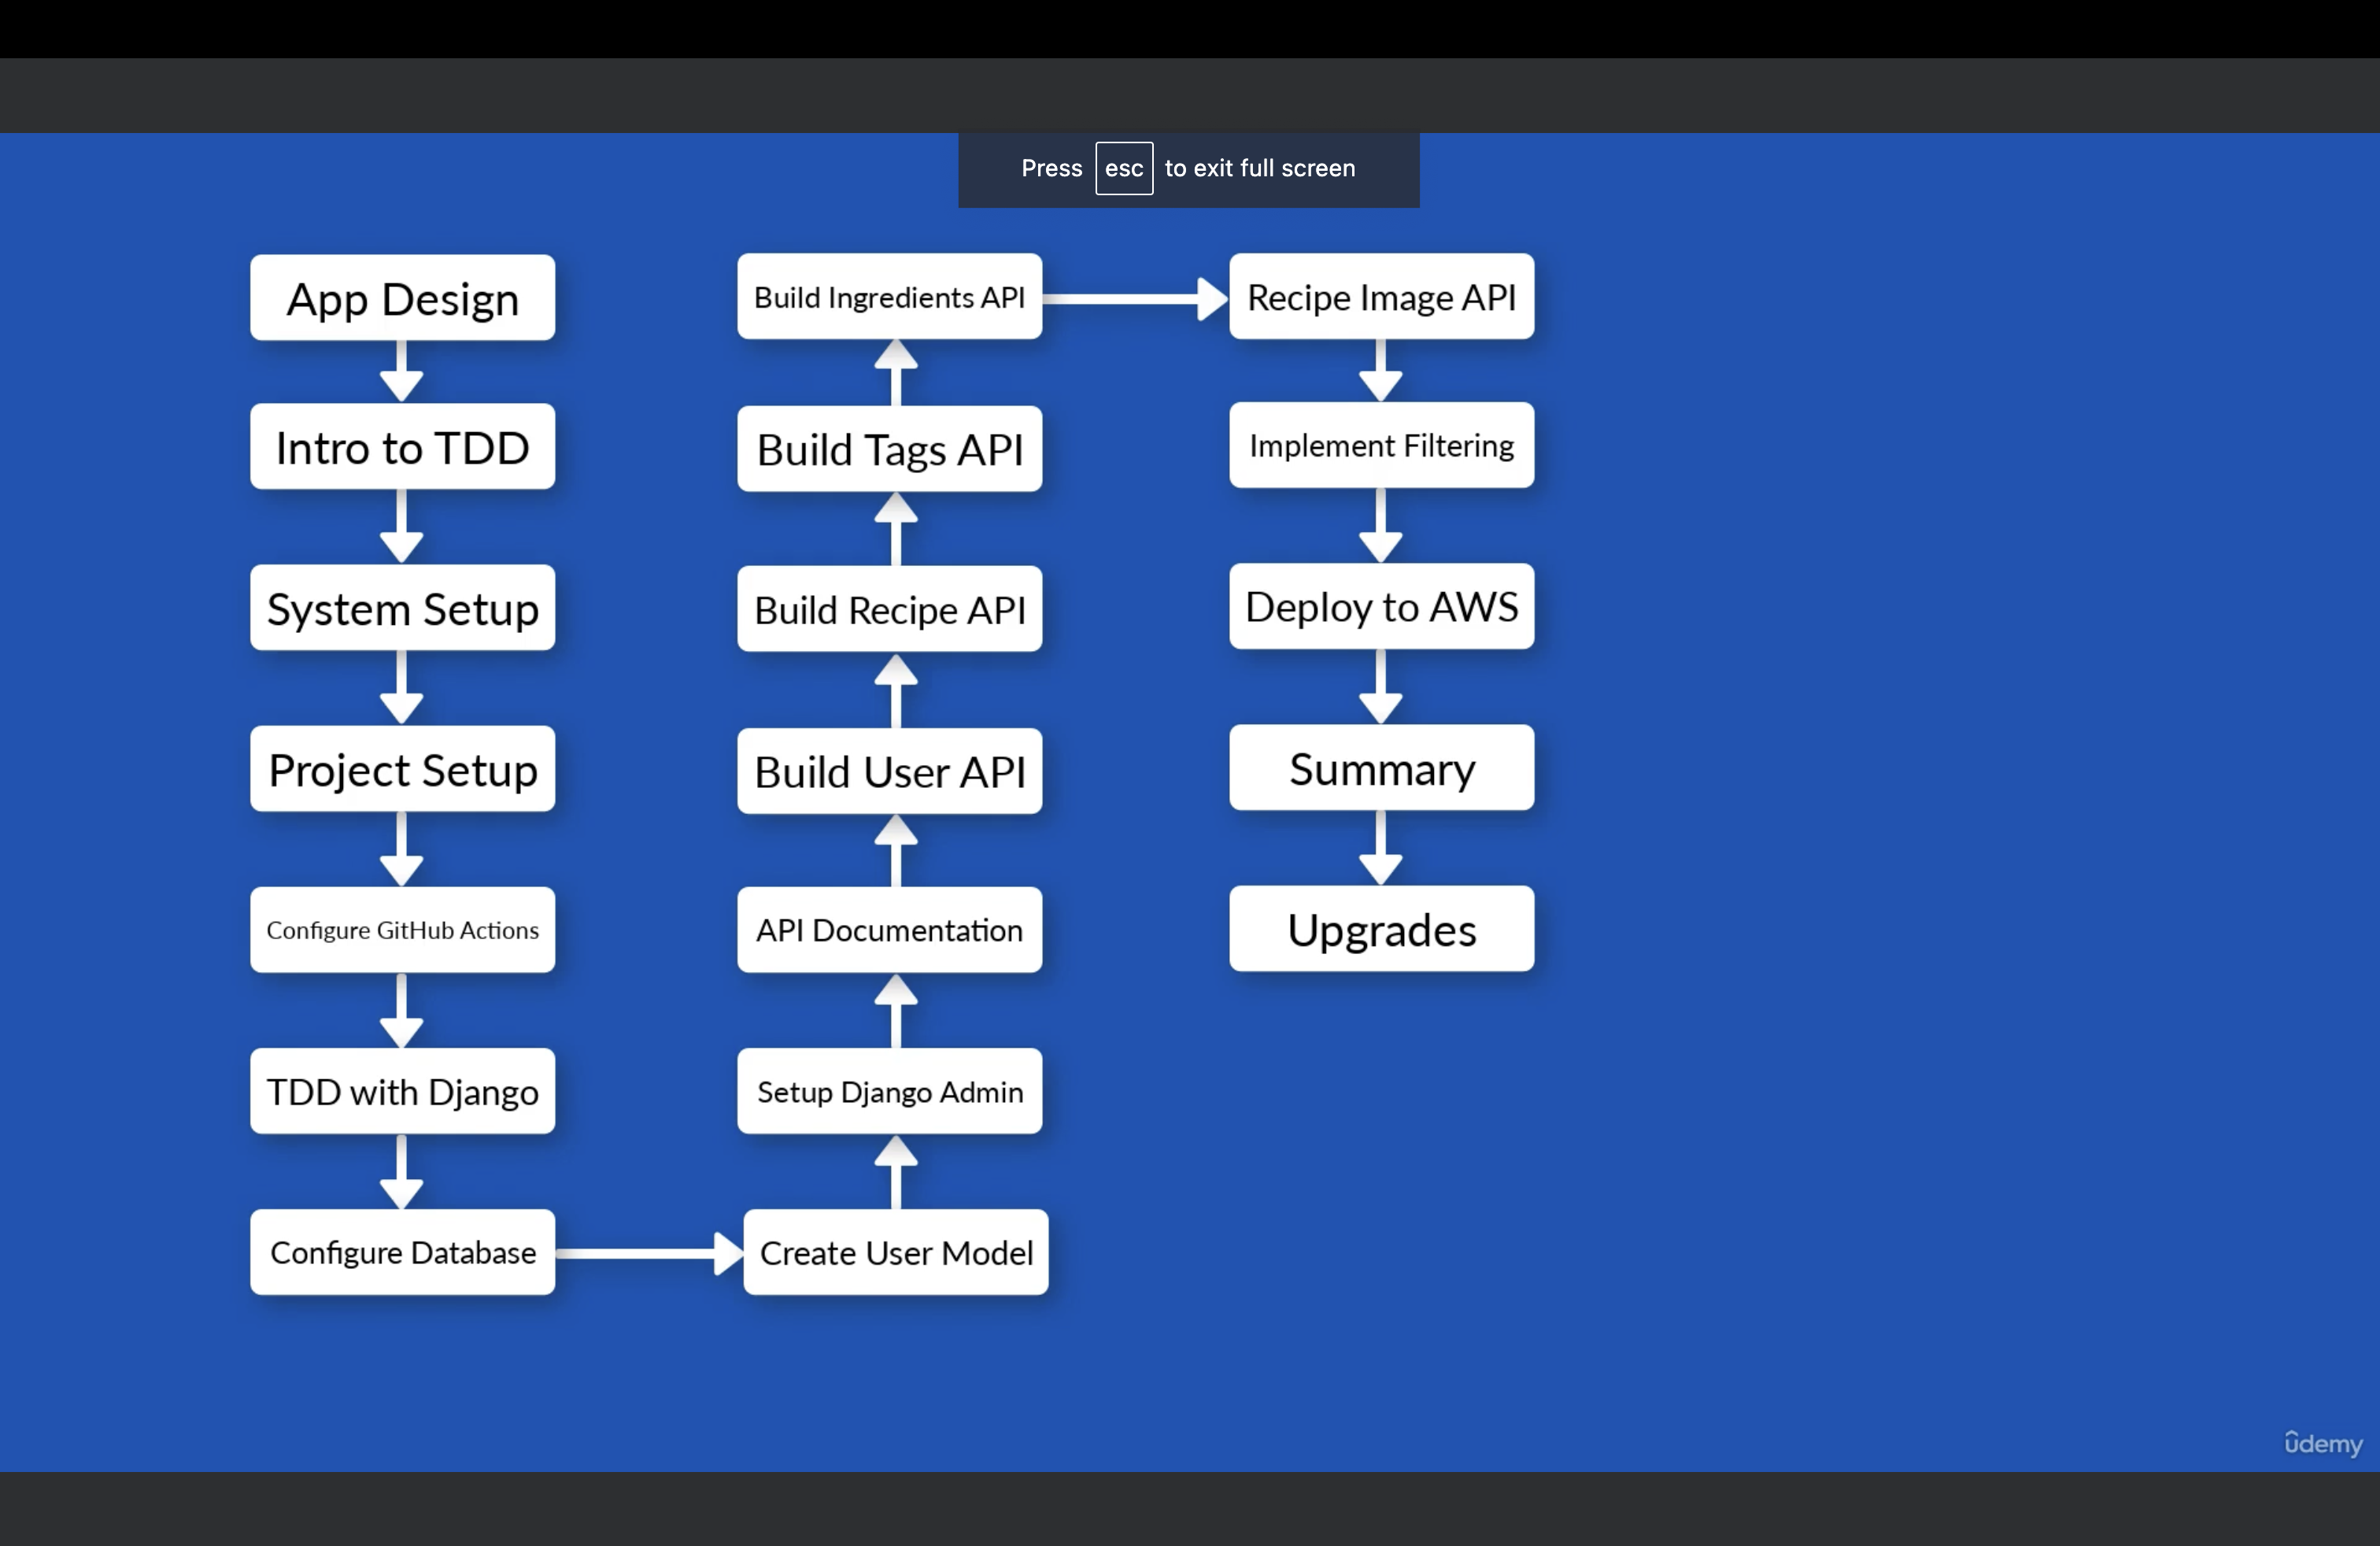 Press esc to exit full screen
App Design
Intro to TDD
System Setup
Project Setup
Configure GitHub Actions
TDD with Django
Configure Database
Create User Model
Setup Django Admin
API Documentation
Build User API
Build Recipe API
Build Tags API
Build Ingredients API
Recipe Image API
Implement Filtering
Deploy to AWS
Summary
Upgrades
ûdemy